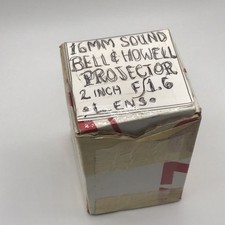 16MM SOUND
BELL & HOWELL
PROJECTOR
2 INCH F/1.6
. LENS.